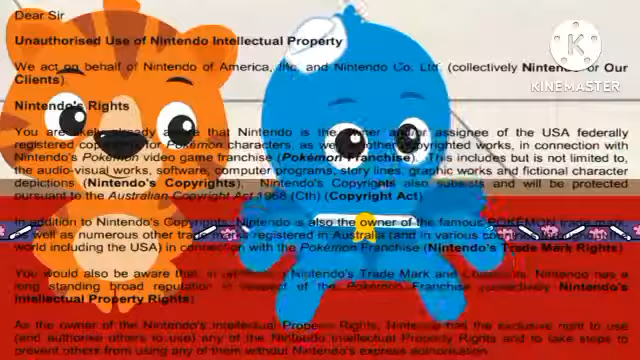 Dear Sir
Unauthorised Use of Nintendo Intellectual Property
KINEMASTER
We act on behalf of Nintendo of America, Inc. and Nintendo Co. Ltd. (collectively Nintendo or Our
Clients).
Nintendo's Rights
You are likely already aware that Nintendo is the owner and/or assignee of the USA federally
registered copyrights for Pokémon characters, as well as other copyrighted works, in connection with
Nintendo's Pokémon video game franchise (Pokémon Franchise). This includes but is not limited to,
the audio-visual works, software, computer programs, story lines, graphic works and fictional character
depictions (Nintendo's Copyrights). Nintendo's Copyrights also subsists and will be protected
pursuant to the Australian Copyright Act 1968 (Cth) (Copyright Act)
In addition to Nintendo's Copyrights, Nintendo is also the owner of the famous POKÉMON trade mark
as well as numerous other trade marks registered in Australia (and in various countries the
world including the USA) in connection with the Pokémon Franchise (Nintendo's Trade Mark Rights)
You would also be aware that, in Nintendo's Trade Mark and Nintendo has a
long standing broad reputation in respect of the Pokémon Franchise (collectively Nintendo's
Intellectual Property Rights)
As the owner of the Nintendo's Intellectual Property Rights, Nintendo has the exclusive right to use
(and authorise others to use) any of the Nintendo Intellectual Property Rights and to take steps to
prevent others from using any of them without Nintendo's express authorisation